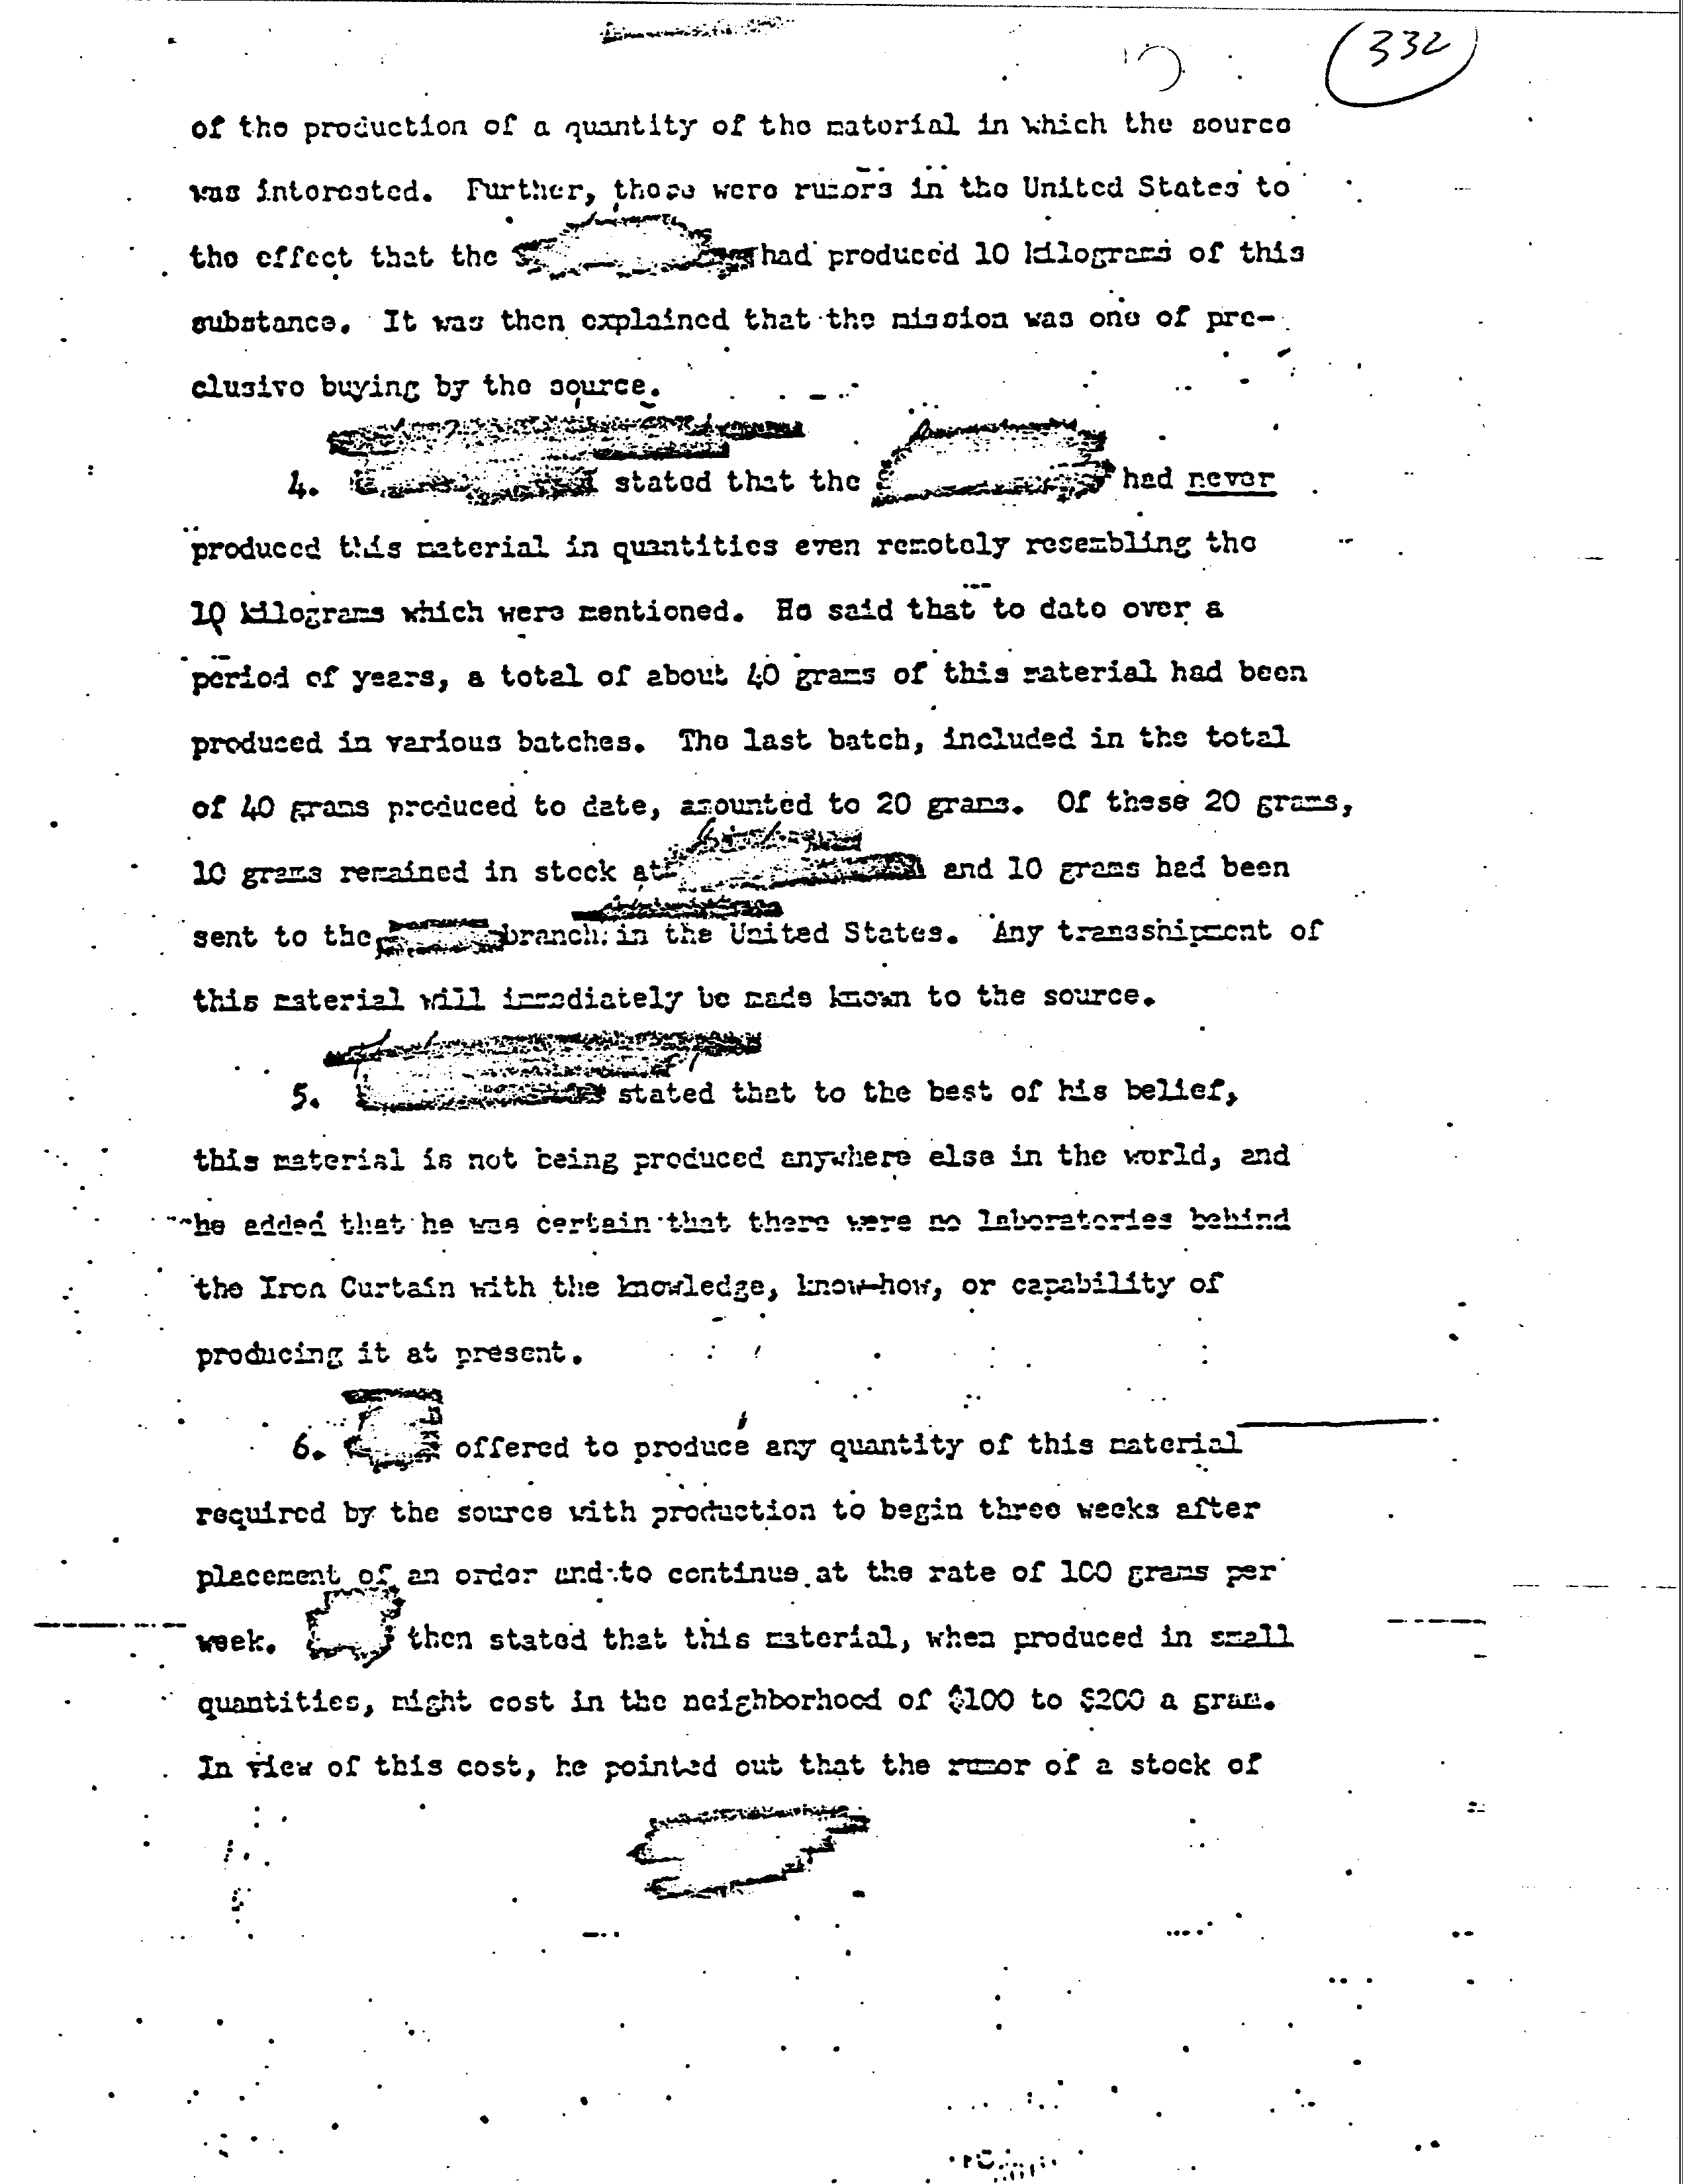 332
of the production of a quantity of the material in which the source
was interested. Further, those were rumors in the United States to
the effect that the had produced 10 kilograms of this
substance. It was then explained that the mission was one of pre-
clusive buying by the source.
4. stated that the had never
produced this material in quantities even remotely resembling the
10 kilograms which were mentioned. He said that to date over a
period of years, a total of about 40 grams of this material had been
produced in various batches. The last batch, included in the total
of 40 grams produced to date, amounted to 20 grams. Of these 20 grams,
10 grams remained in stock at and 10 grams had been
sent to the branch in the United States. Any transshipment of
this material will immediately be made known to the source.
5. stated that to the best of his belief,
this material is not being produced anywhere else in the world, and
he added that he was certain that there were no laboratories behind
the Iron Curtain with the knowledge, know-how, or capability of
producing it at present.
6. offered to produce any quantity of this material
required by the source with production to begin three weeks after
placement of an order and to continue at the rate of 100 grams per
week. then stated that this material, when produced in small
quantities, might cost in the neighborhood of $100 to $200 a gram.
In view of this cost, he pointed out that the rumor of a stock of